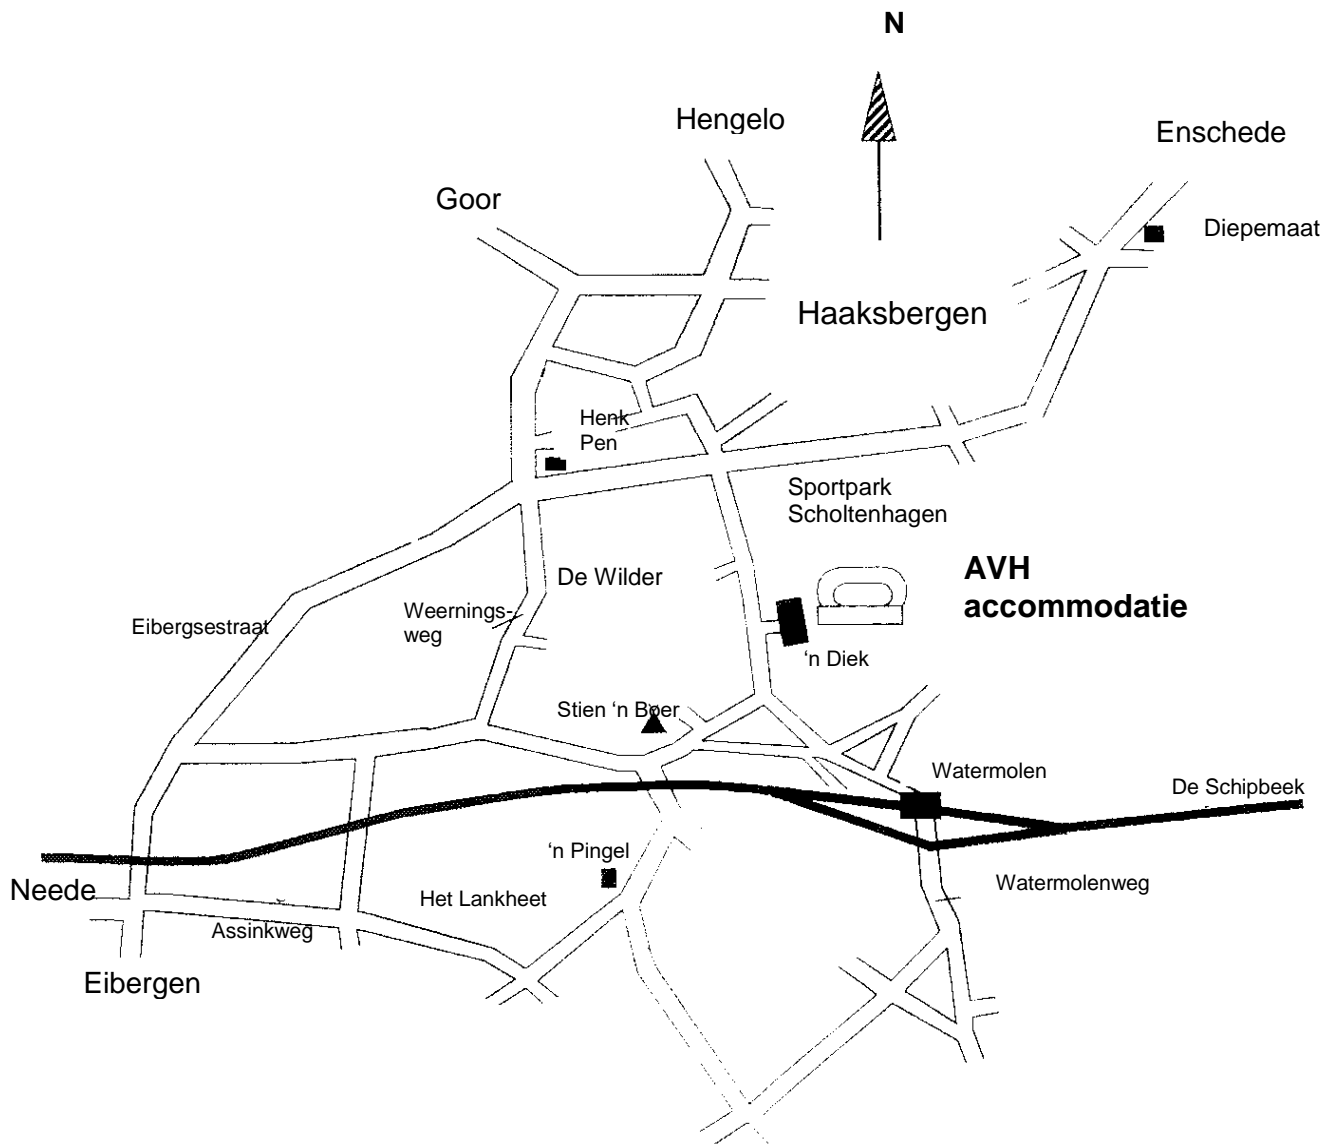 N
Hengelo
Enschede
Goor
Diepemaat
Haaksbergen
Henk
Pen
Sportpark
Scholtenhagen
AVH
accommodatie
De Wilder
Weernings-
weg
Eibergsestraat
'n Diek
Stien 'n Boer
Watermolen
De Schipbeek
'n Pingel
Neede
Het Lankheet
Watermolenweg
Assinkweg
Eibergen